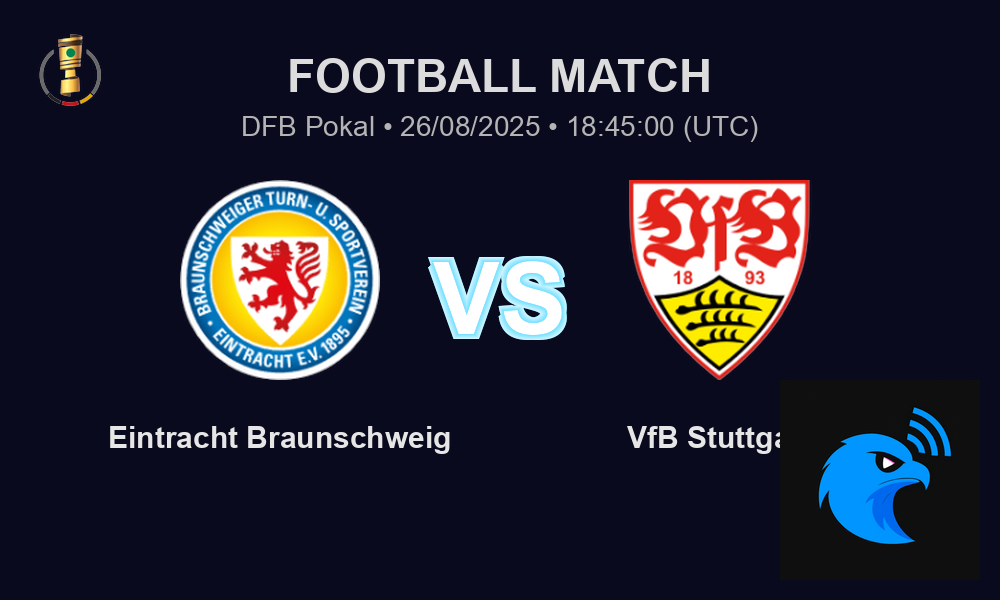 FOOTBALL MATCH
DFB Pokal • 26/08/2025 • 18:45:00 (UTC)
BRAUNSCHWEIGER TURN- U. SPORTVEREIN
• EINTRACHT E.V. 1895 •
VS
VfB
18 93
Eintracht Braunschweig
VfB